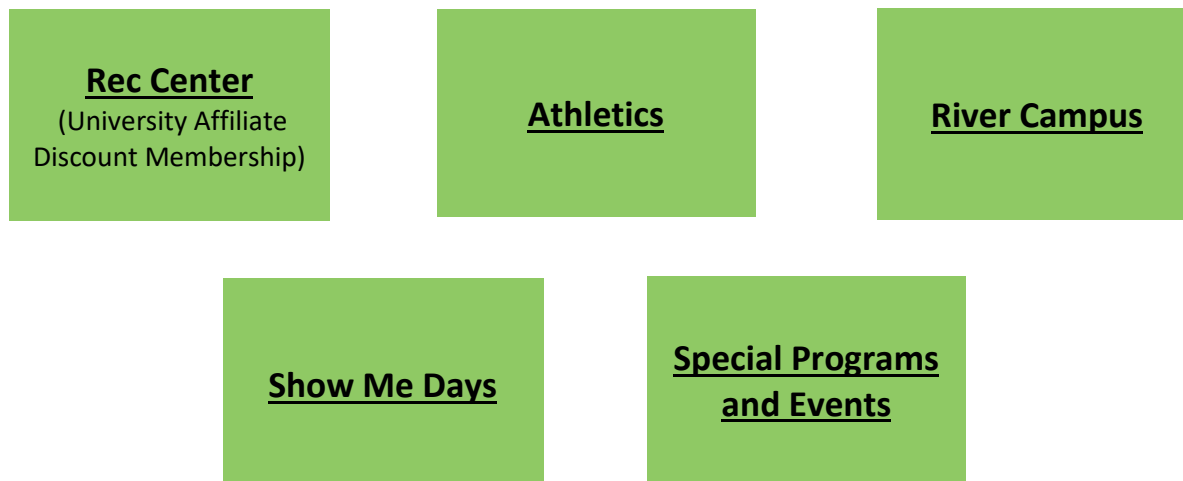 Rec Center
(University Affiliate
Discount Membership)
Athletics
River Campus
Show Me Days
Special Programs
and Events